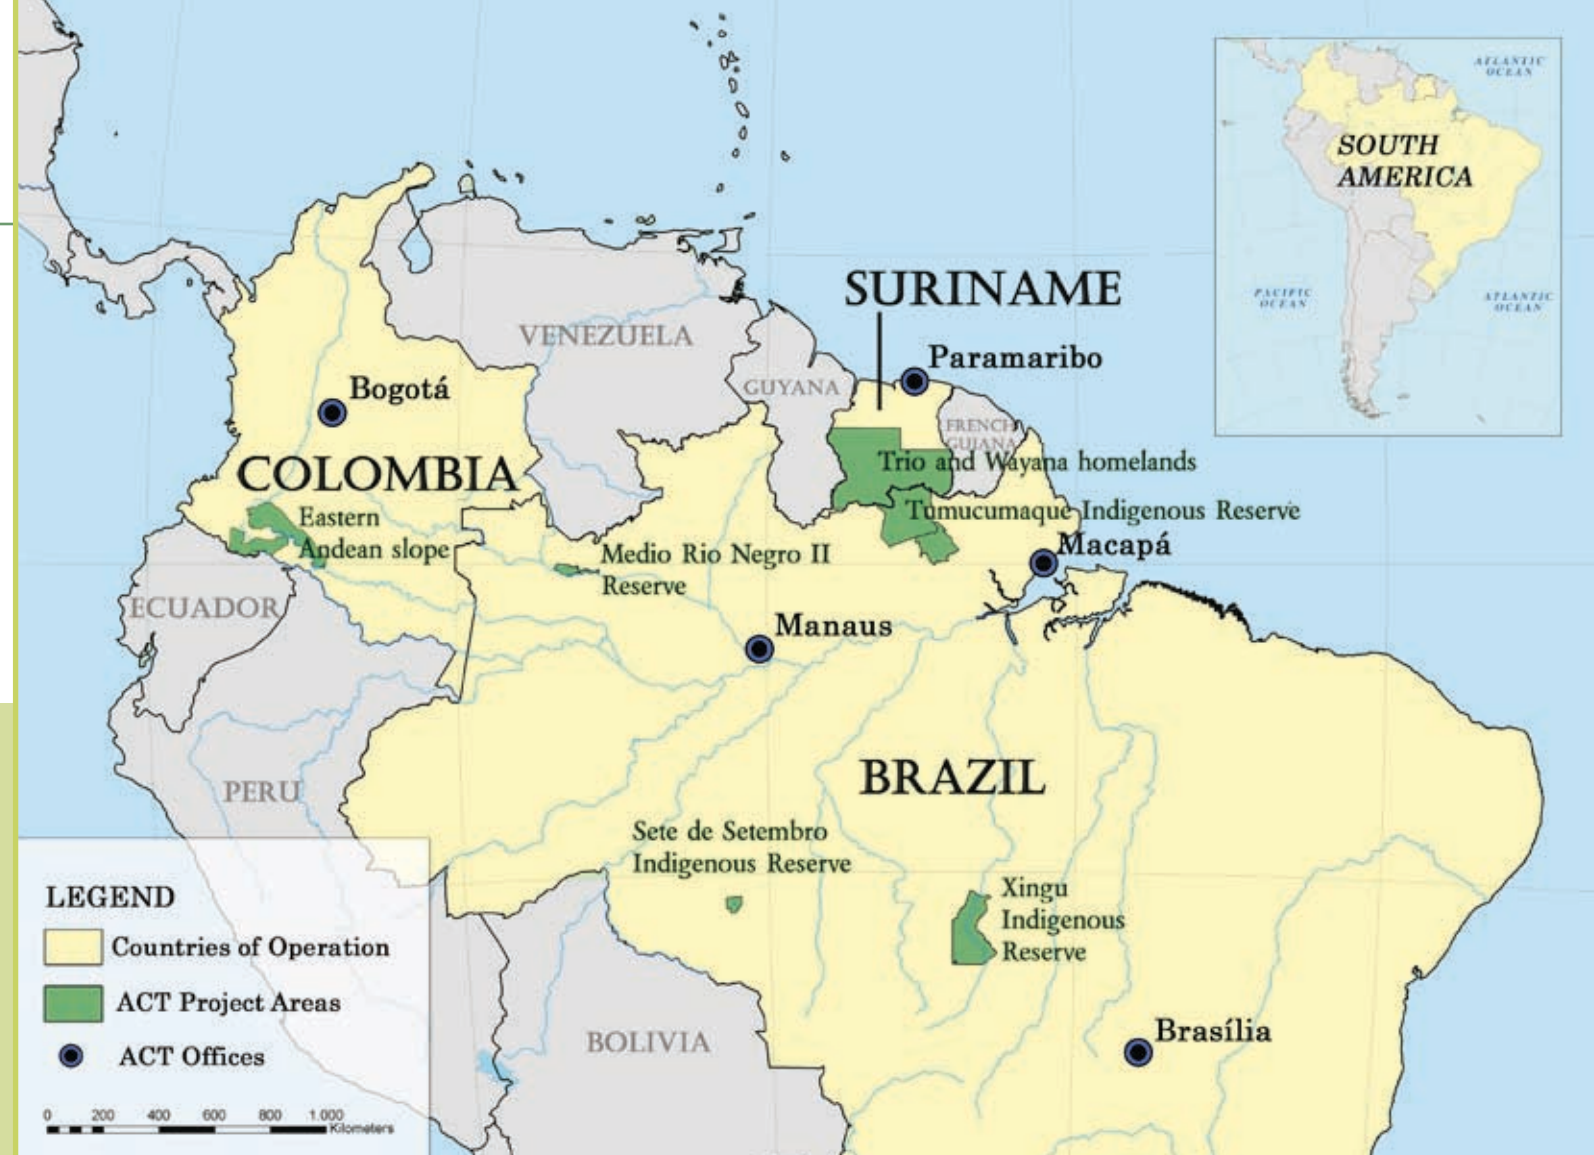 ATLANTIC
OCEAN
SOUTH
AMERICA
PACIFIC
OCEAN
ATLANTIC
OCEAN
SURINAME
VENEZUELA
Paramaribo
GUYANA
Bogotá
FRENCH
GUIANA
COLOMBIA
Trio and Wayana homelands
Eastern
Andean slope
Tumucumaque Indigenous Reserve
Macapá
Medio Rio Negro II
Reserve
ECUADOR
Manaus
BRAZIL
PERU
Sete de Setembro
Indigenous Reserve
Xingu
Indigenous
Reserve
BOLIVIA
Brasília
LEGEND
Countries of Operation
ACT Project Areas
ACT Offices
0 200 400 600 800 1.000
Kilometers